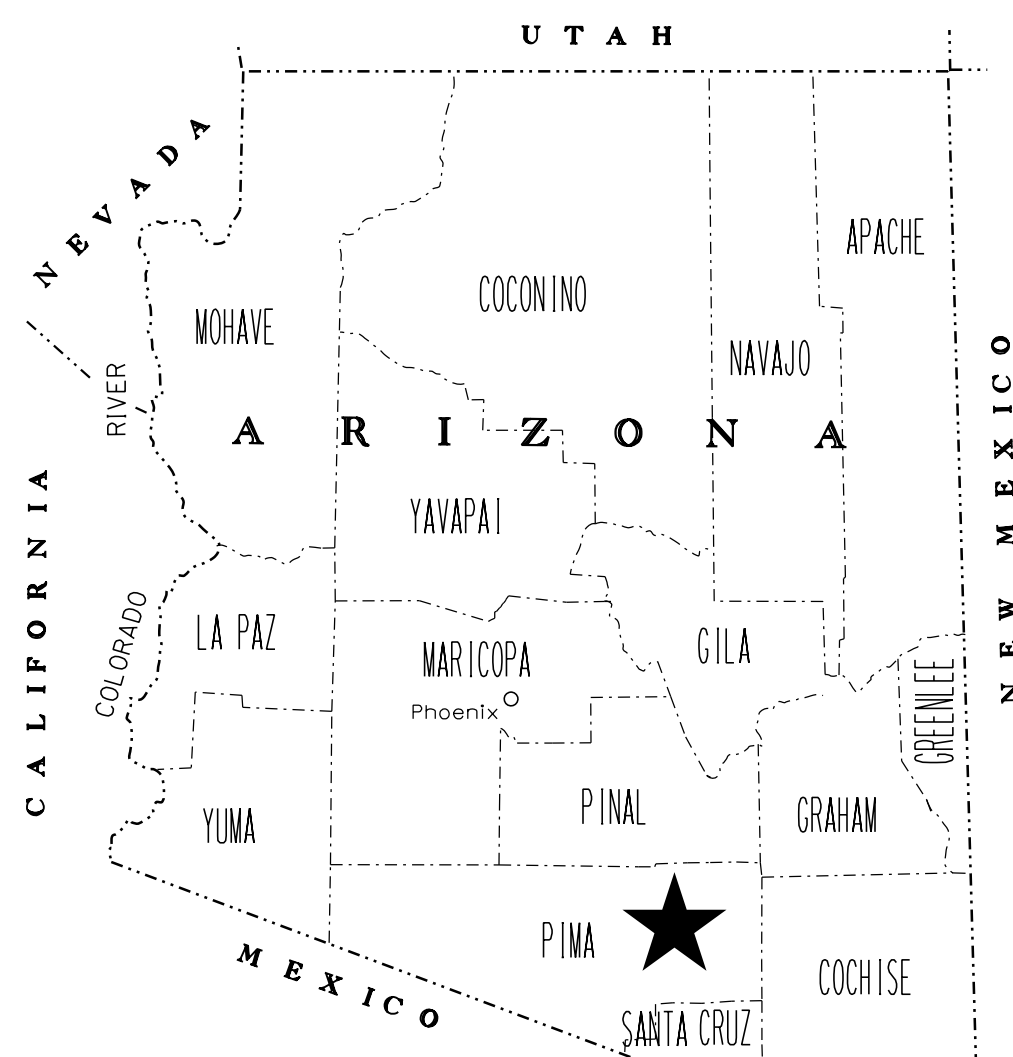 UTAH
NEVADA
APACHE
COCONINO
MOHAVE
NAVAJO
RIVER
ARIZONA
NEW MEXICO
CALIFORNIA
YAVAPAI
COLORADO
LA PAZ
MARICOPA
GILA
GREENLEE
Phoenix
YUMA
PINAL
GRAHAM
PIMA
MEXICO
COCHISE
SANTA CRUZ